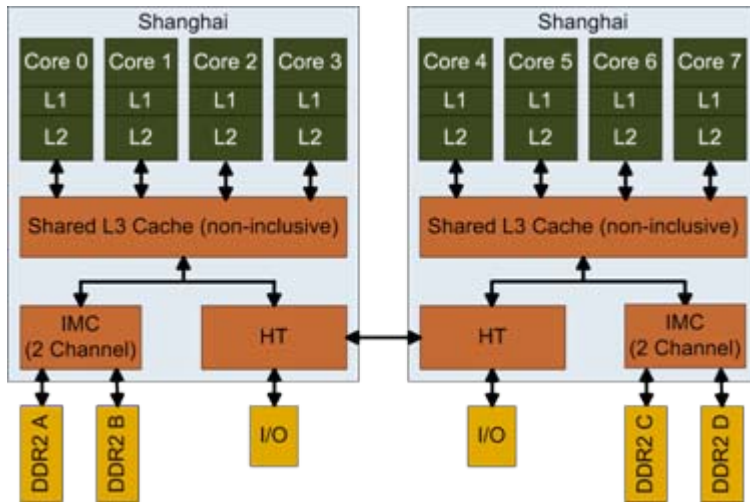 Shanghai
Core 0
L1
L2
Core 1
L1
L2
Core 2
L1
L2
Core 3
L1
L2
Shared L3 Cache (non-inclusive)
IMC
(2 Channel)
HT
DDR2 A
DDR2 B
I/O
Shanghai
Core 4
L1
L2
Core 5
L1
L2
Core 6
L1
L2
Core 7
L1
L2
Shared L3 Cache (non-inclusive)
HT
IMC
(2 Channel)
I/O
DDR2 C
DDR2 D